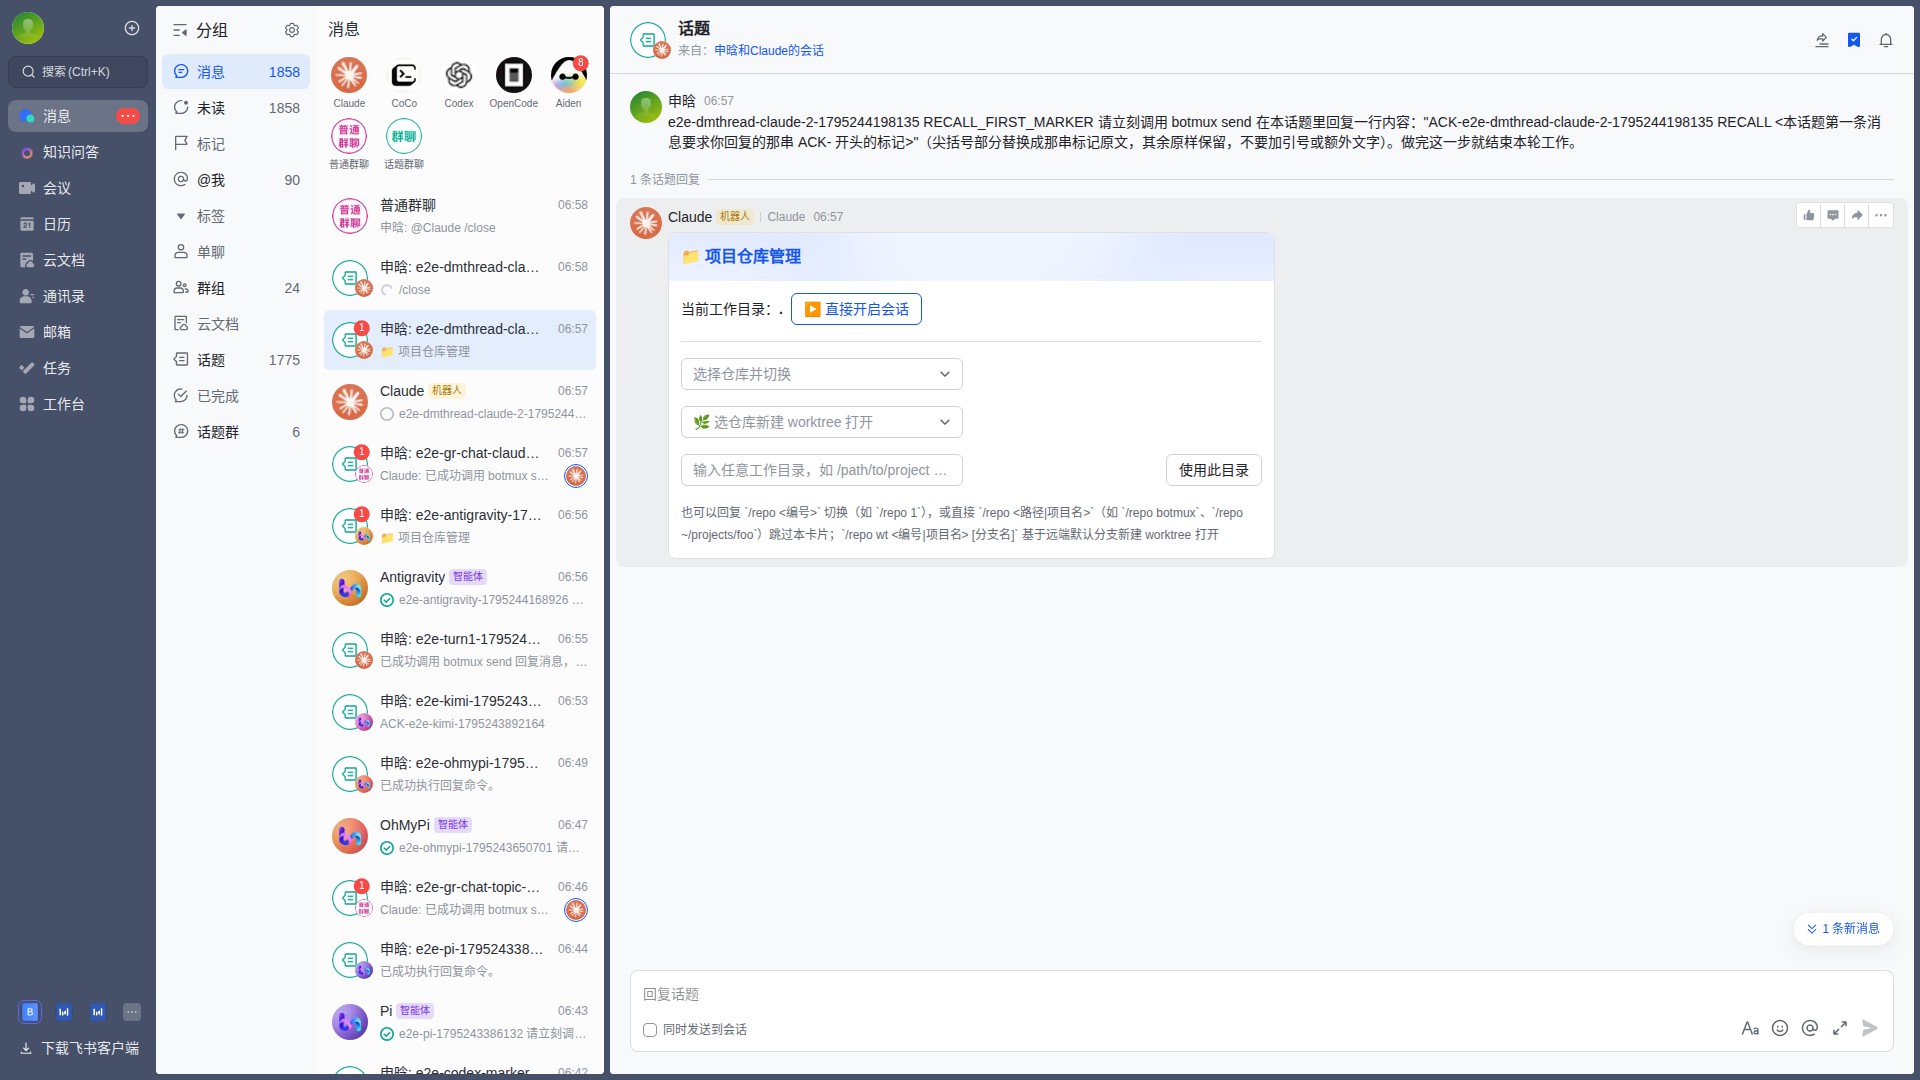 搜索 (Ctrl+K)
消息
知识问答
会议
日历
31
云文档
通讯录
邮箱
任务
工作台
B
下载飞书客户端
分组
消息 1858
未读 1858
标记
@我 90
标签
单聊
群组 24
云文档
话题 1775
已完成
话题群 6
消息
8
Claude CoCo Codex OpenCode Aiden
普通群聊 群聊
普通群聊 话题群聊
普通群聊
普通群聊 06:58
申晗: @Claude /close
申晗: e2e-dmthread-cla... 06:58
/close
1
申晗: e2e-dmthread-cla... 06:57
📁 项目仓库管理
Claude 机器人 06:57
e2e-dmthread-claude-2-1795244...
1
申晗: e2e-gr-chat-claud... 06:57
Claude: 已成功调用 botmux s...
1
申晗: e2e-antigravity-17... 06:56
📁 项目仓库管理
Antigravity 智能体 06:56
e2e-antigravity-1795244168926 ...
申晗: e2e-turn1-179524... 06:55
已成功调用 botmux send 回复消息，...
申晗: e2e-kimi-1795243... 06:53
ACK-e2e-kimi-1795243892164
申晗: e2e-ohmypi-1795... 06:49
已成功执行回复命令。
OhMyPi 智能体 06:47
e2e-ohmypi-1795243650701 请...
1
申晗: e2e-gr-chat-topic-... 06:46
Claude: 已成功调用 botmux s...
申晗: e2e-pi-179524338... 06:44
已成功执行回复命令。
Pi 智能体 06:43
e2e-pi-1795243386132 请立刻调...
申晗: e2e-codex-marker... 06:42
话题
来自：申晗和Claude的会话
申晗 06:57
e2e-dmthread-claude-2-1795244198135 RECALL_FIRST_MARKER 请立刻调用 botmux send 在本话题里回复一行内容："ACK-e2e-dmthread-claude-2-1795244198135 RECALL <本话题第一条消
息要求你回复的那串 ACK- 开头的标记>"（尖括号部分替换成那串标记原文，其余原样保留，不要加引号或额外文字）。做完这一步就结束本轮工作。
1 条话题回复
Claude 机器人 | Claude 06:57
📁 项目仓库管理
当前工作目录：. ▶️ 直接开启会话
选择仓库并切换
🌿 选仓库新建 worktree 打开
输入任意工作目录，如 /path/to/project ... 使用此目录
也可以回复 `/repo <编号>` 切换（如 `/repo 1`），或直接 `/repo <路径|项目名>`（如 `/repo botmux`、`/repo
~/projects/foo`）跳过本卡片；`/repo wt <编号|项目名> [分支名]` 基于远端默认分支新建 worktree 打开
1 条新消息
回复话题
同时发送到会话
Aa